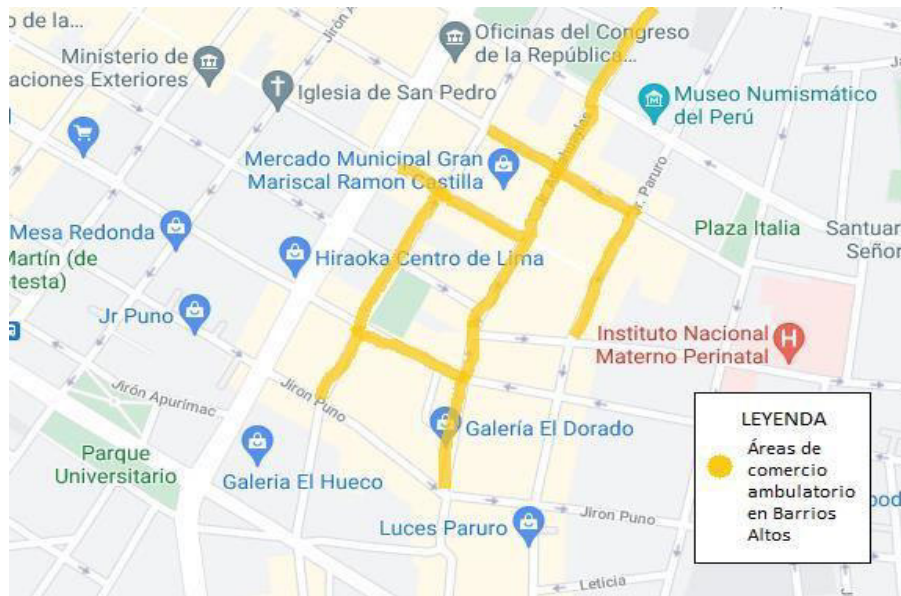 o de la...
Ministerio de
aciones Exteriores
Jirón A
Oficinas del Congreso
de la República...
Iglesia de San Pedro
Museo Numismático
del Perú
Mercado Municipal Gran
Mariscal Ramon Castilla
Jr. Paruro
Plaza Italia
Santuar
Señor
Mesa Redonda
Martín (de
otesta)
Hiraoka Centro de Lima
Jr Puno
Instituto Nacional
Materno Perinatal
H
Jirón Apurímac
Jiron Puno
Parque
Universitario
Galería El Dorado
Galeria El Hueco
Luces Paruro
Jiron Puno
Leticia
LEYENDA
Áreas de
comercio
ambulatorio
en Barrios
Altos